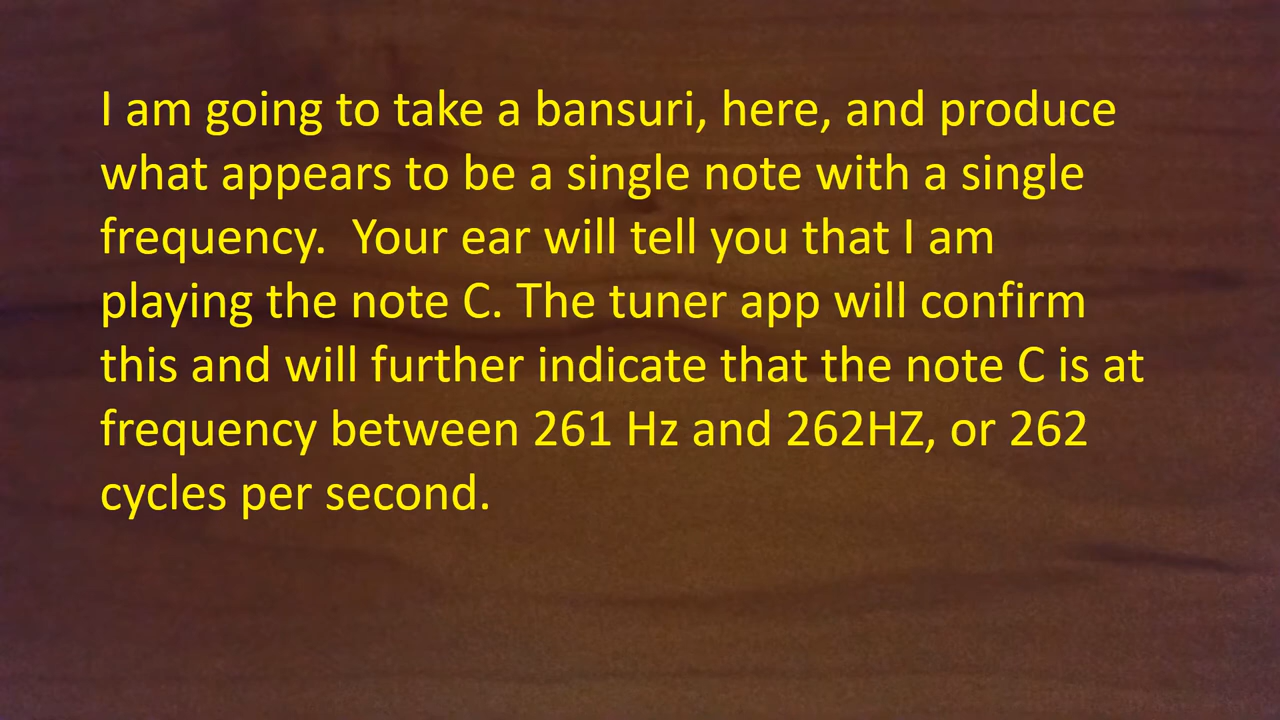 I am going to take a bansuri, here, and produce
what appears to be a single note with a single
frequency.  Your ear will tell you that I am
playing the note C. The tuner app will confirm
this and will further indicate that the note C is at
frequency between 261 Hz and 262HZ, or 262
cycles per second.